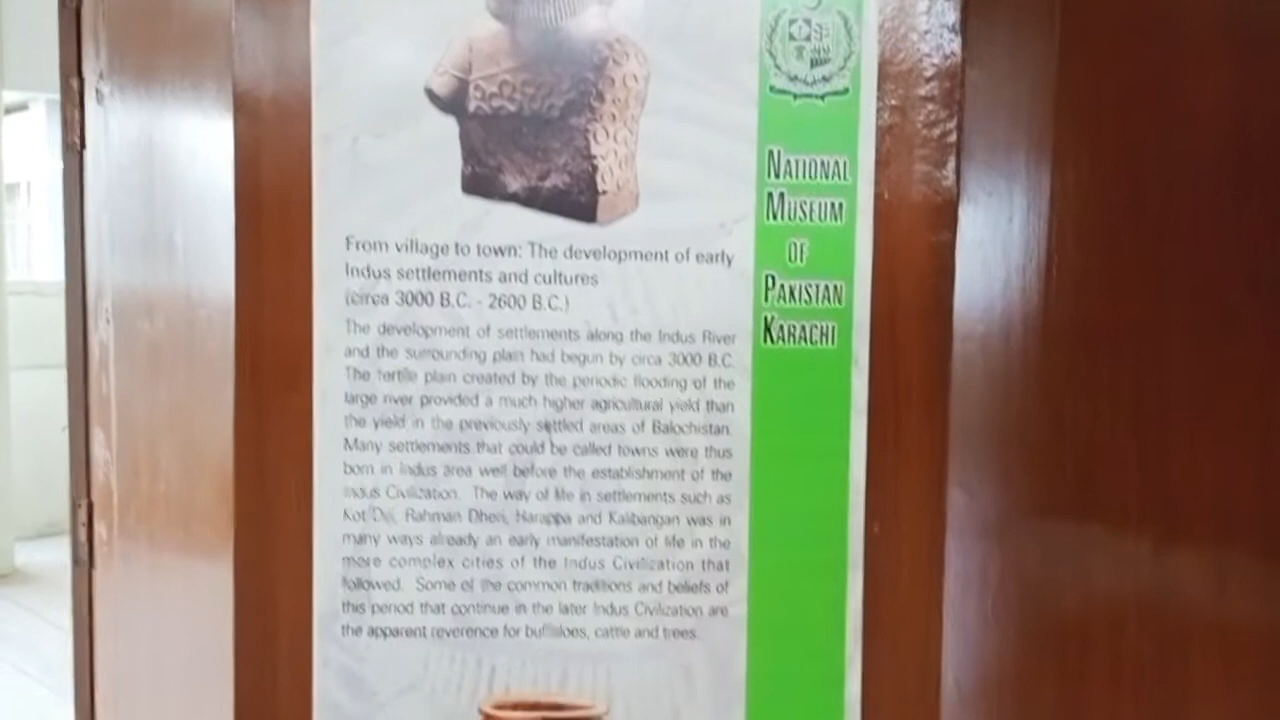 From village to town: The development of early
Indus settlements and cultures
(circa 3000 B.C. - 2600 B.C.)
The development of settlements along the Indus River
and the surrounding plain had begun by circa 3000 B.C.
The fertile plain created by the periodic flooding of the
large river provided a much higher agricultural yield than
the yield in the previously settled areas of Balochistan.
Many settlements that could be called towns were thus
born in Indus area well before the establishment of the
Indus Civilization. The way of life in settlements such as
Kot Diji, Rahman Dheri, Harappa and Kalibangan was in
many ways already an early manifestation of life in the
more complex cities of the Indus Civilization that
followed. Some of the common traditions and beliefs of
this period that continue in the later Indus Civilization are
the apparent reverence for buffaloes, cattle and trees.
NATIONAL
MUSEUM
OF
PAKISTAN
KARACHI